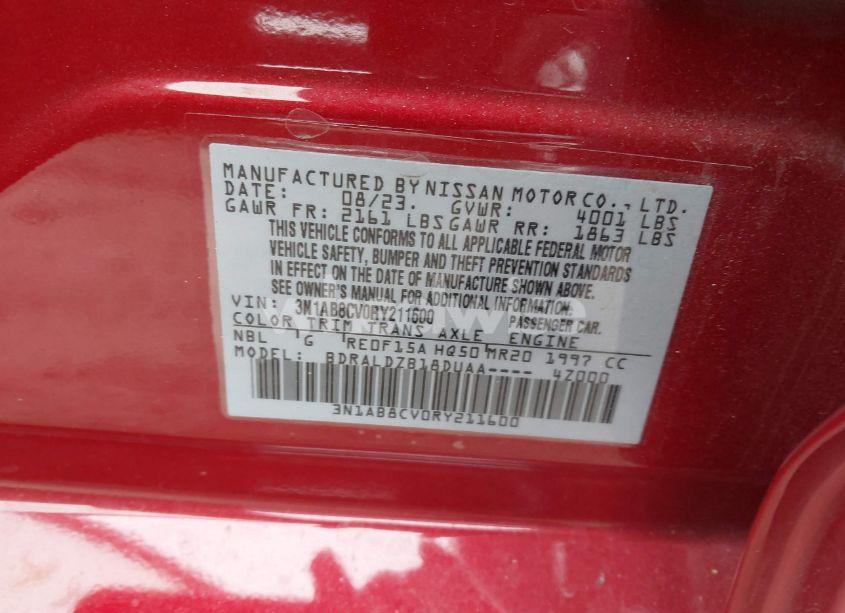 MANUFACTURED BY NISSAN MOTOR CO., LTD.
DATE: 08/23. GVWR: 4001 LBS
GAWR FR: 2161 LBS GAWR RR: 1863 LBS
THIS VEHICLE CONFORMS TO ALL APPLICABLE FEDERAL MOTOR
VEHICLE SAFETY, BUMPER AND THEFT PREVENTION STANDARDS
IN EFFECT ON THE DATE OF MANUFACTURE SHOWN ABOVE.
SEE OWNER'S MANUAL FOR ADDITIONAL INFORMATION.
VIN: 3N1AB8CV0RY211600 PASSENGER CAR.
COLOR TRIM TRANS AXLE ENGINE
NBL G RE0F15A HQ50 MR20 1997 CC
MODEL: BDRALDZB18DUAA---- 4Z000
3N1AB8CV0RY211600